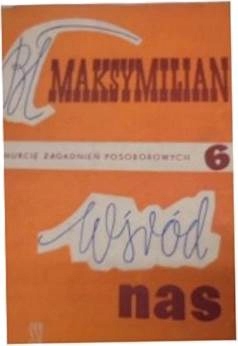 Bł
MAKSYMILIAN
NURCIE ZAGADNIEŃ POSOBOROWYCH 6
Wśród
nas